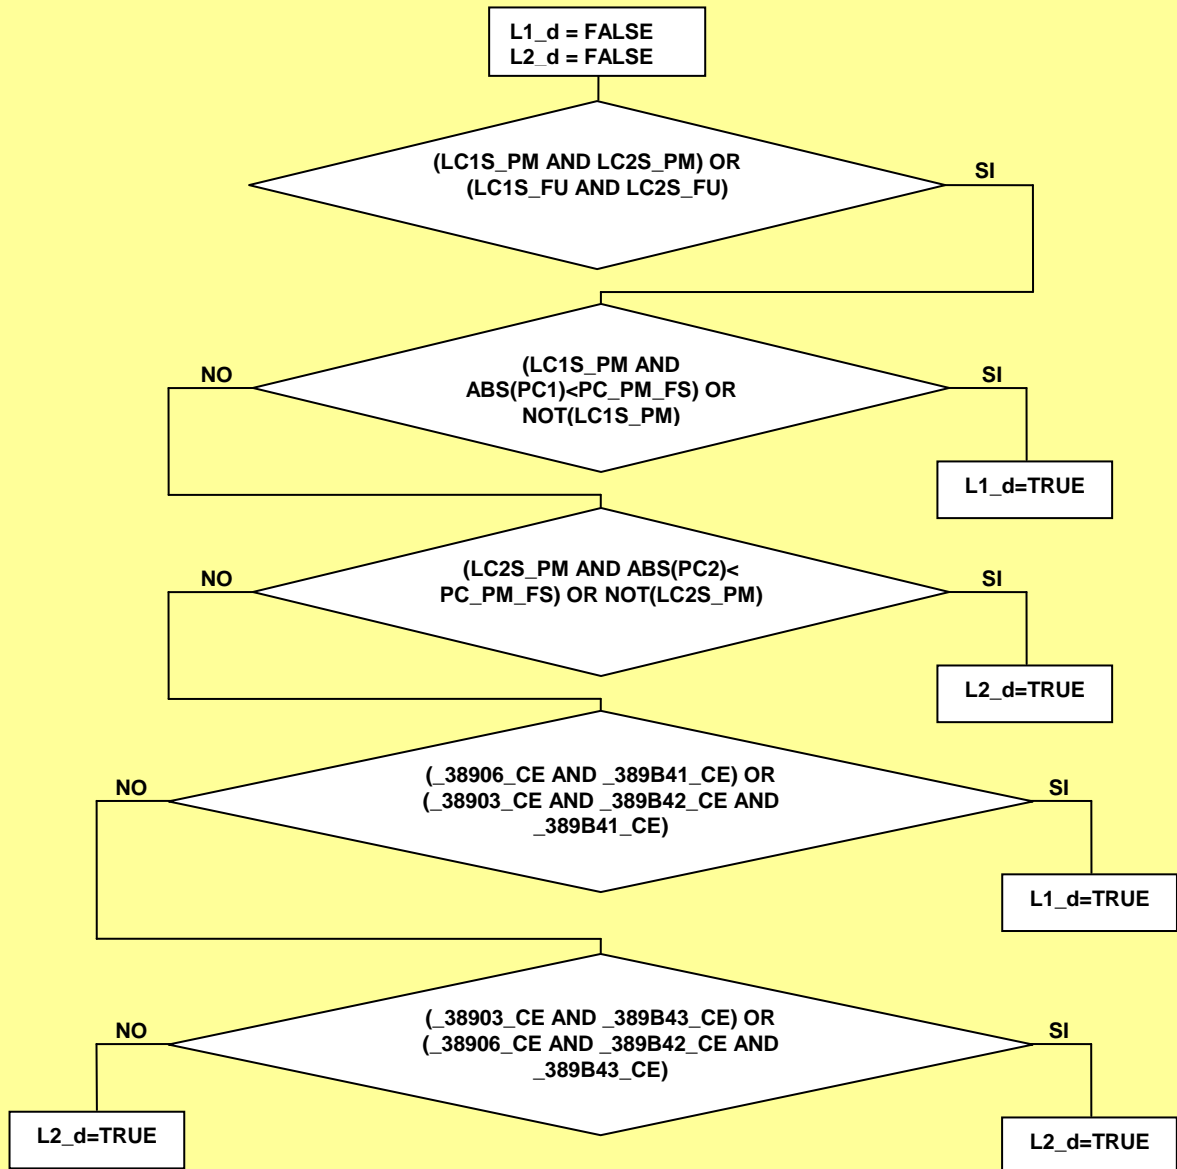 L1_d = FALSE
L2_d = FALSE
(LC1S_PM AND LC2S_PM) OR
(LC1S_FU AND LC2S_FU)
SI
NO
(LC1S_PM AND
ABS(PC1)<PC_PM_FS) OR
NOT(LC1S_PM)
SI
L1_d=TRUE
NO
(LC2S_PM AND ABS(PC2)<
PC_PM_FS) OR NOT(LC2S_PM)
SI
L2_d=TRUE
NO
(_38906_CE AND _389B41_CE) OR
(_38903_CE AND _389B42_CE AND
_389B41_CE)
SI
L1_d=TRUE
NO
(_38903_CE AND _389B43_CE) OR
(_38906_CE AND _389B42_CE AND
_389B43_CE)
SI
L2_d=TRUE
L2_d=TRUE